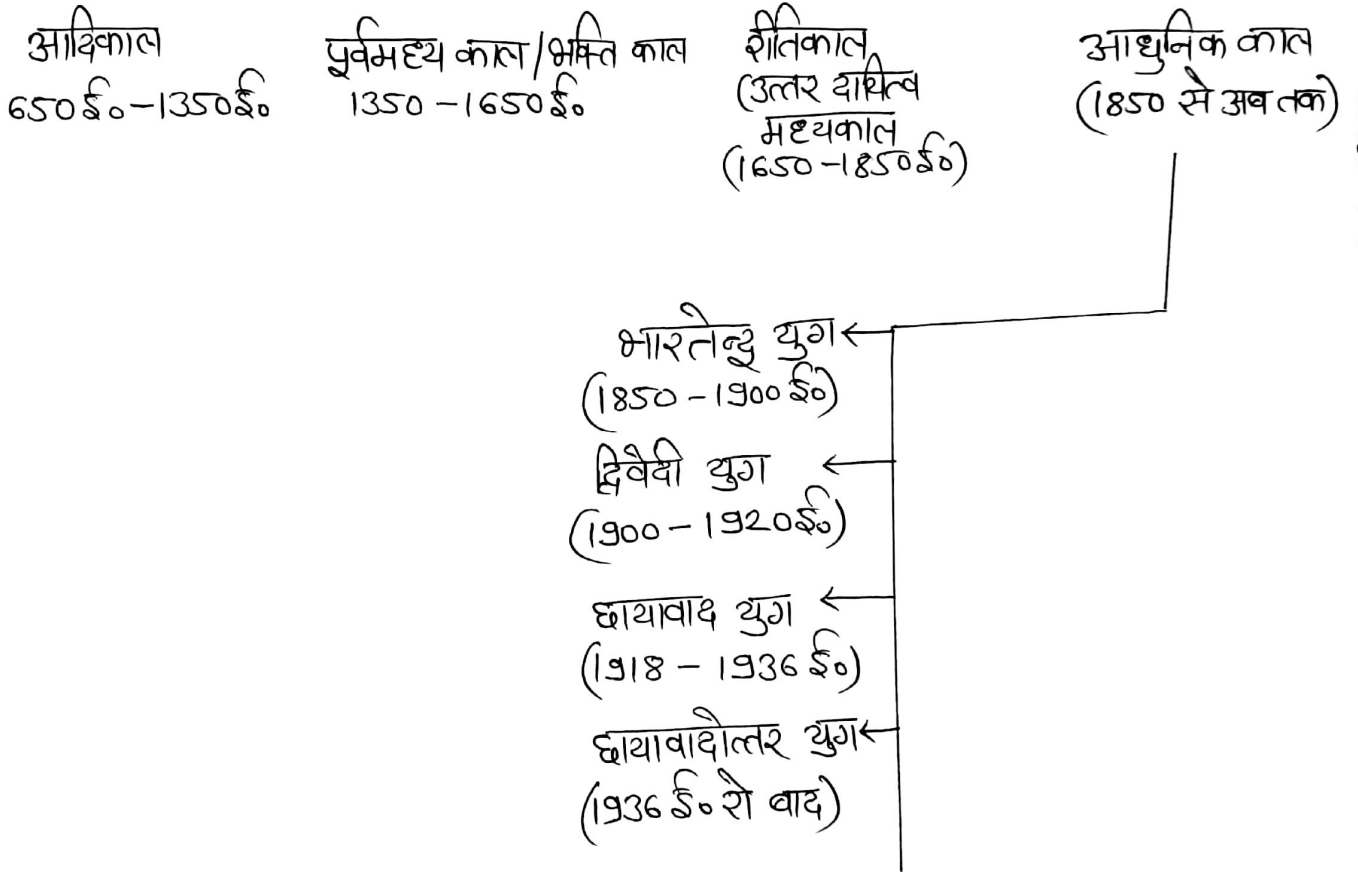 आदिकाल
650ई०-1350ई०
पूर्वमध्य काल/भक्ति काल
1350-1650ई०
रीतिकाल
(उत्तर दायित्व
मध्यकाल
(1650-1850ई०)
आधुनिक काल
(1850 से अब तक)
भारतेन्दु युग
(1850-1900 ई०)
द्विवेदी युग
(1900-1920ई०)
छायावाद युग
(1918-1936 ई०)
छायावादोत्तर युग
(1936 ई० से बाद)